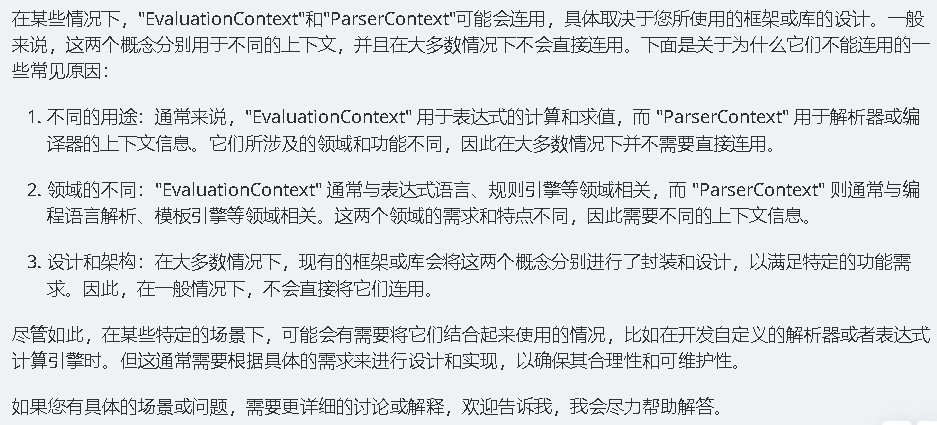 在某些情况下，"EvaluationContext"和"ParserContext"可能会连用，具体取决于您所使用的框架或库的设计。一般
来说，这两个概念分别用于不同的上下文，并且在大多数情况下不会直接连用。下面是关于为什么它们不能连用的一
些常见原因：
1. 不同的用途：通常来说，"EvaluationContext" 用于表达式的计算和求值，而 "ParserContext" 用于解析器或编
译器的上下文信息。它们所涉及的领域和功能不同，因此在大多数情况下并不需要直接连用。
2. 领域的不同："EvaluationContext" 通常与表达式语言、规则引擎等领域相关，而 "ParserContext" 则通常与编
程语言解析、模板引擎等领域相关。这两个领域的需求和特点不同，因此需要不同的上下文信息。
3. 设计和架构：在大多数情况下，现有的框架或库会将这两个概念分别进行了封装和设计，以满足特定的功能需
求。因此，在一般情况下，不会直接将它们连用。
尽管如此，在某些特定的场景下，可能会有需要将它们结合起来使用的情况，比如在开发自定义的解析器或者表达式
计算引擎时。但这通常需要根据具体的需求来进行设计和实现，以确保其合理性和可维护性。
如果您有具体的场景或问题，需要更详细的讨论或解释，欢迎告诉我，我会尽力帮助解答。